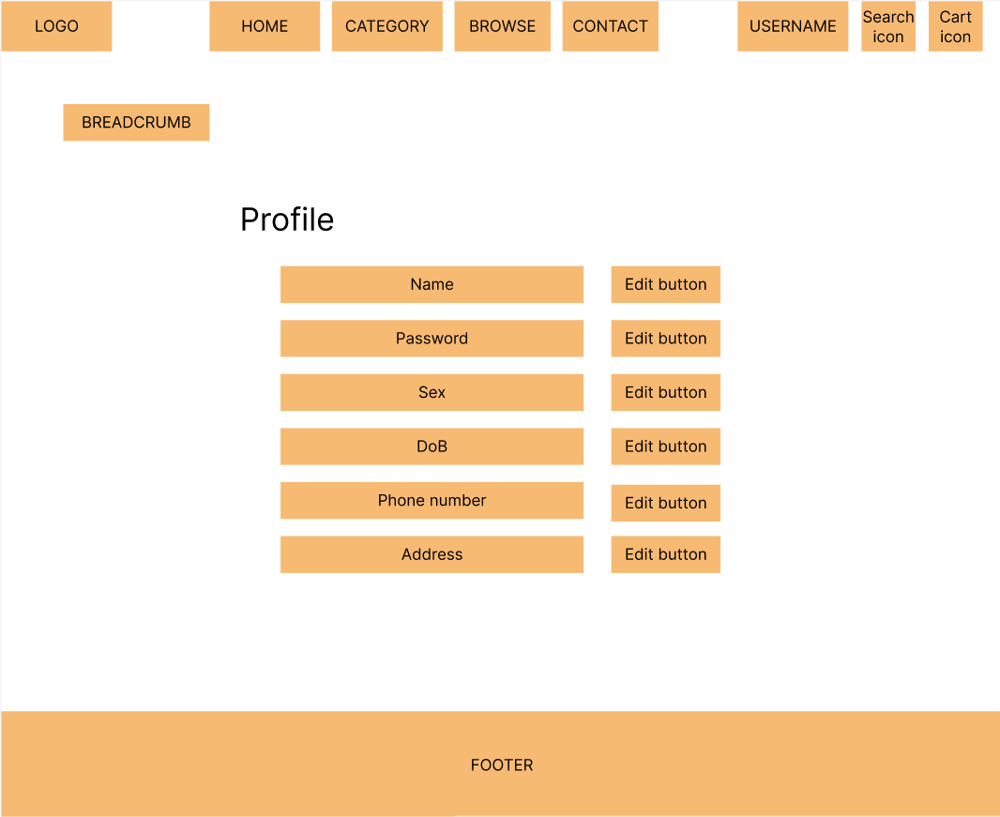 LOGO
HOME
CATEGORY
BROWSE
CONTACT
USERNAME
Search
icon
Cart
icon
BREADCRUMB
Profile
Name
Edit button
Password
Edit button
Sex
Edit button
DoB
Edit button
Phone number
Edit button
Address
Edit button
FOOTER